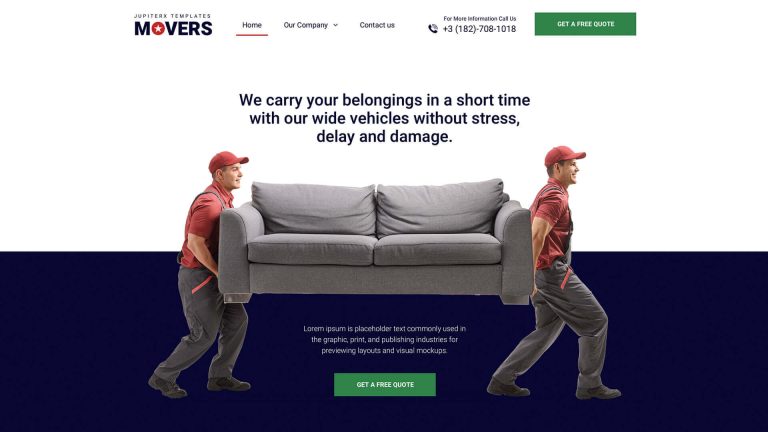 JUPITERX TEMPLATES
MOVERS
Home
Our Company
Contact us
For More Information Call Us
+3 (182)-708-1018
GET A FREE QUOTE
We carry your belongings in a short time
with our wide vehicles without stress,
delay and damage.
Lorem ipsum is placeholder text commonly used in
the graphic, print, and publishing industries for
previewing layouts and visual mockups.
GET A FREE QUOTE